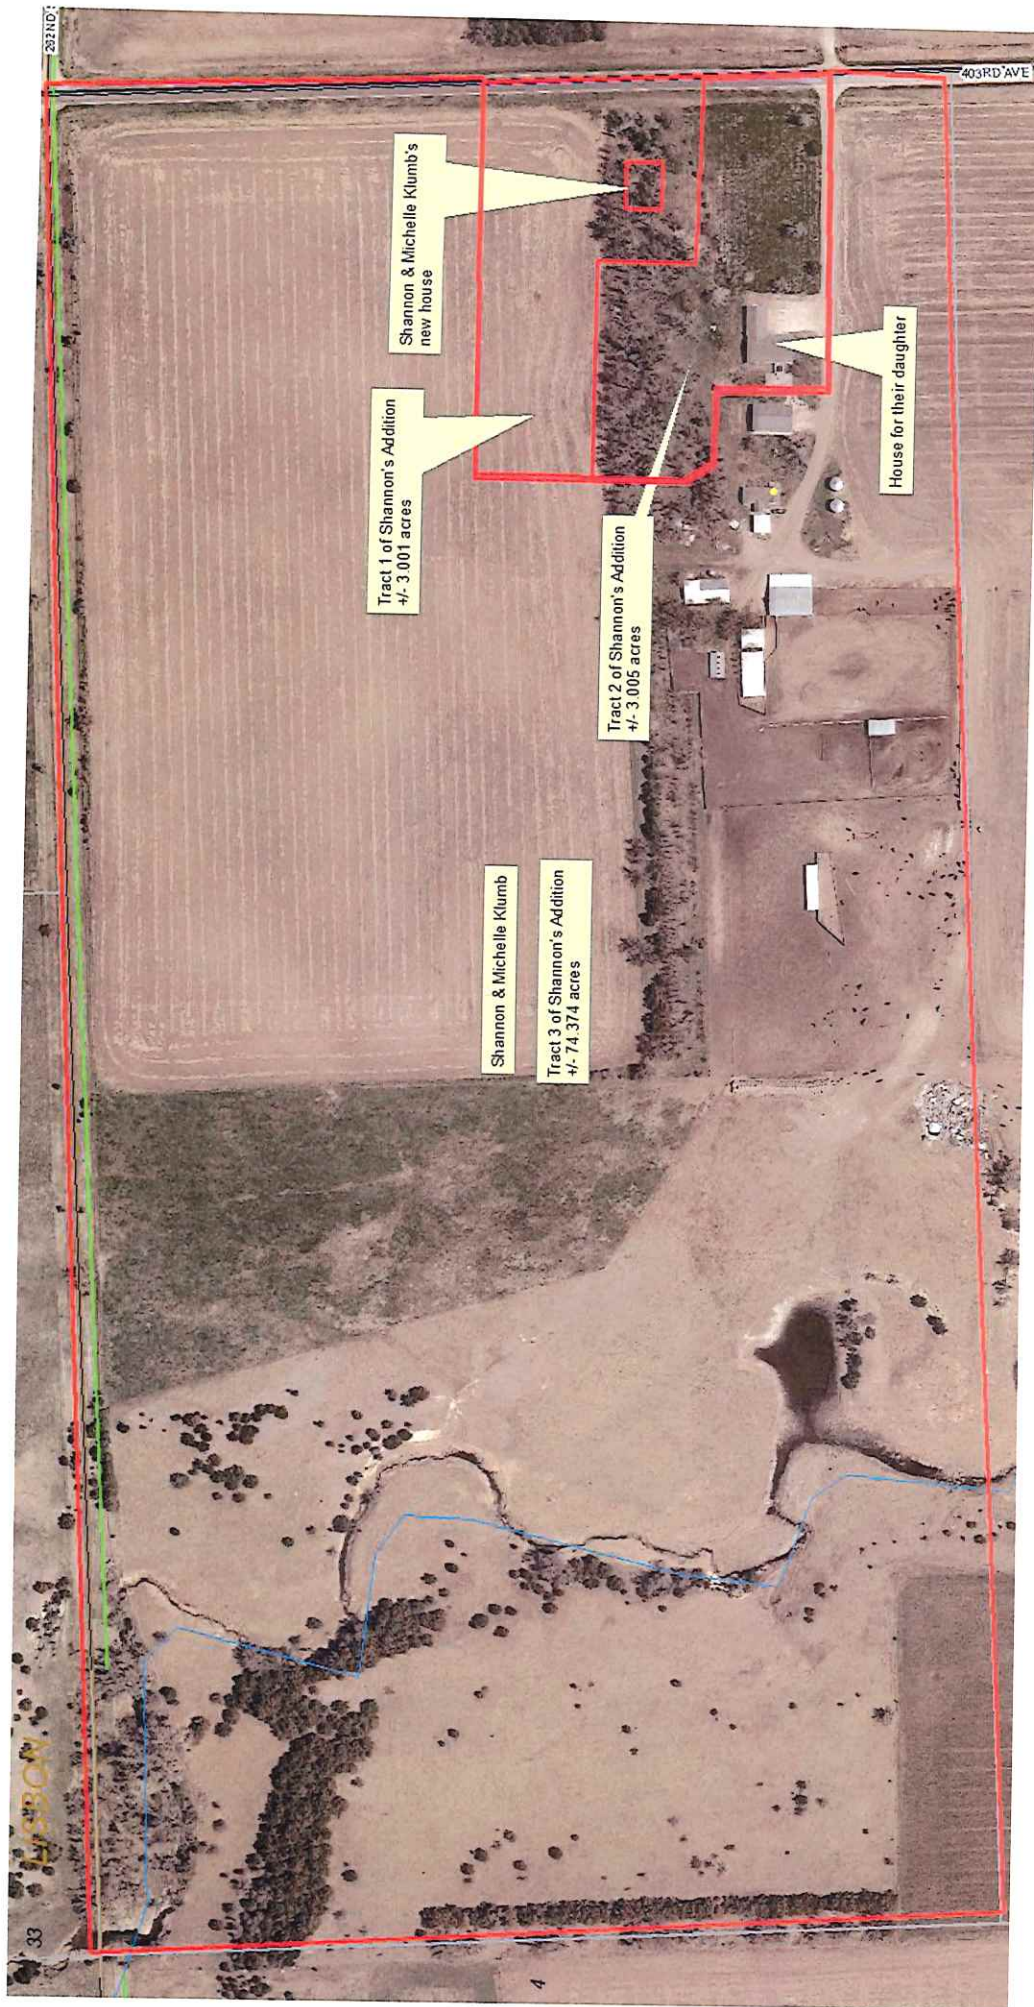 262ND
403RD AVE
Shannon & Michelle Klumb's
new house
Tract 1 of Shannon's Addition
+/- 3.001 acres
House for their daughter
Tract 2 of Shannon's Addition
+/- 3.005 acres
Shannon & Michelle Klumb
Tract 3 of Shannon's Addition
+/- 74.374 acres
LISBON
33
4